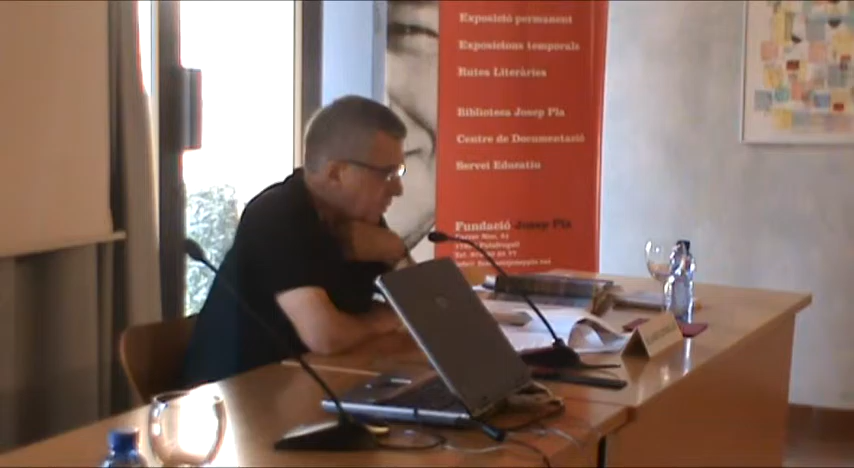 Exposició permanent
Exposicions temporals
Rutes Literàries
Biblioteca Josep Pla
Centre de Documentació
Servei Educatiu
Fundació Josep Pla